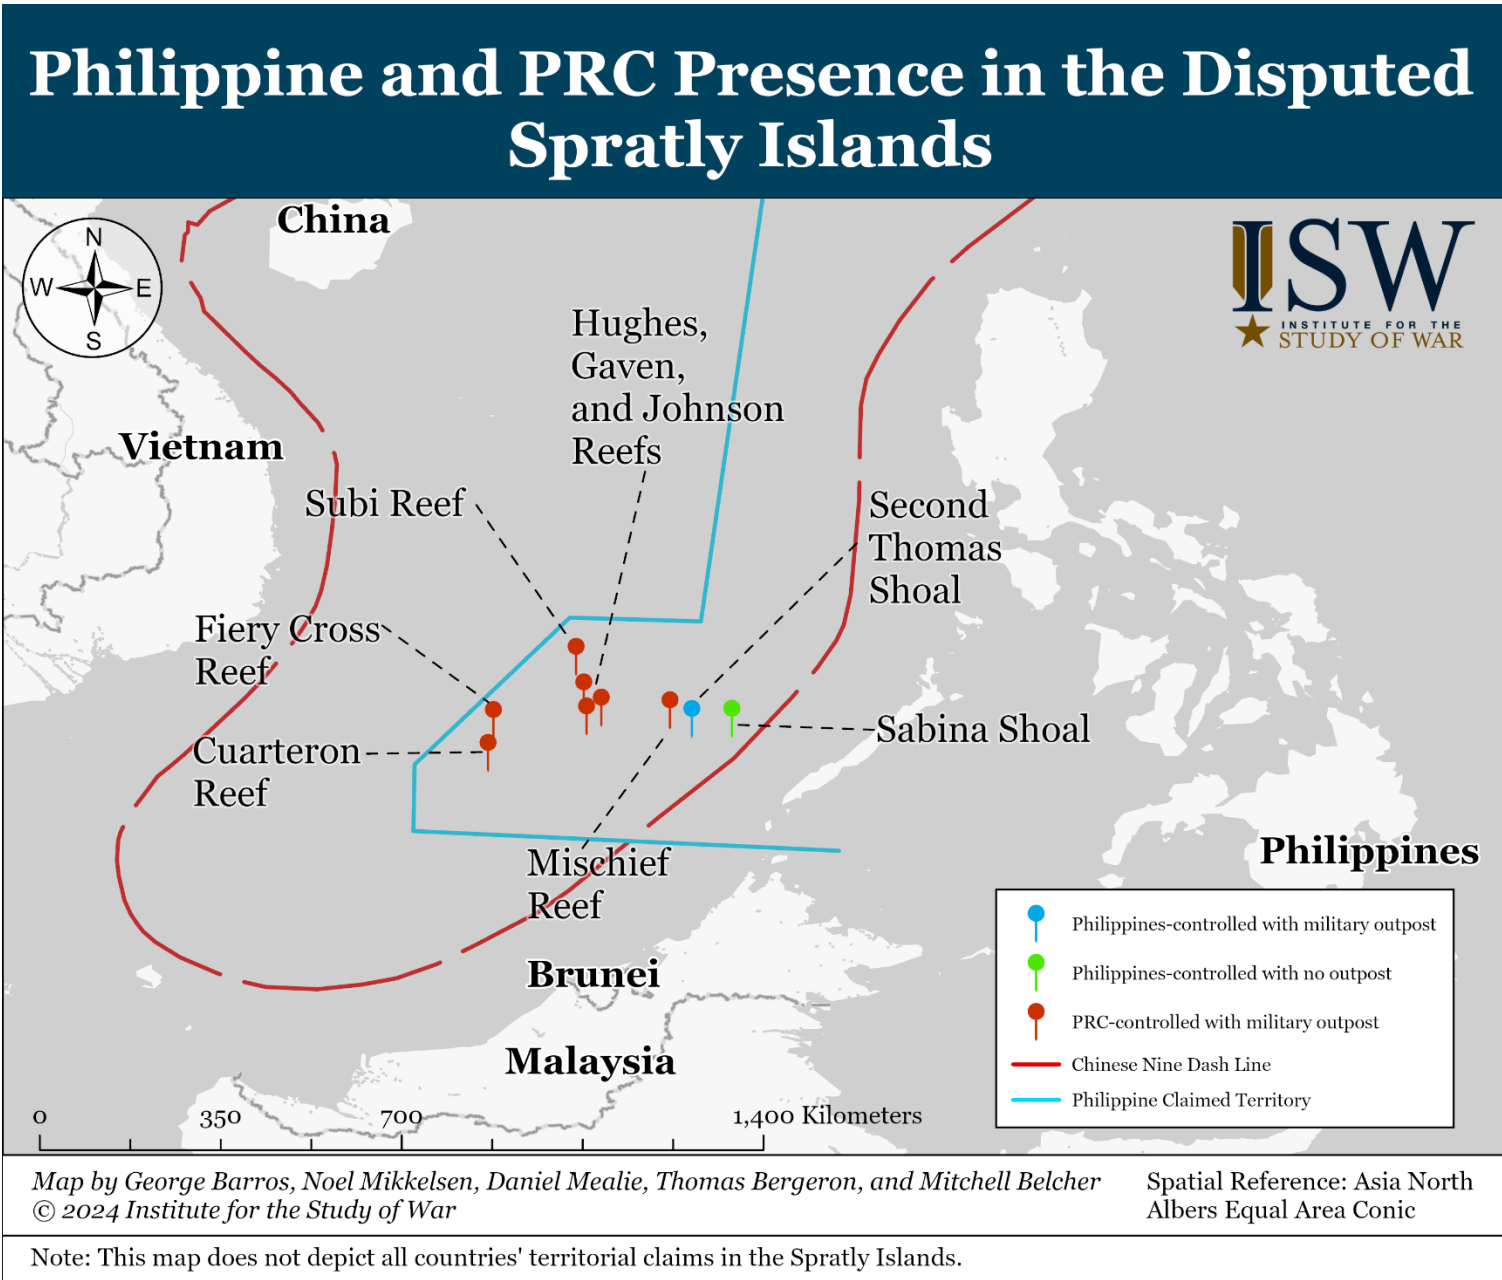 Philippine and PRC Presence in the Disputed
Spratly Islands
China
N
W
E
S
ISW
INSTITUTE FOR THE
STUDY OF WAR
Hughes,
Gaven,
and Johnson
Reefs
Vietnam
Subi Reef
Second
Thomas
Shoal
Fiery Cross
Reef
Sabina Shoal
Cuarteron
Reef
Mischief
Reef
Philippines
Brunei
Malaysia
Philippines-controlled with military outpost
Philippines-controlled with no outpost
PRC-controlled with military outpost
Chinese Nine Dash Line
Philippine Claimed Territory
0 350 700 1,400 Kilometers
Map by George Barros, Noel Mikkelsen, Daniel Mealie, Thomas Bergeron, and Mitchell Belcher
© 2024 Institute for the Study of War
Spatial Reference: Asia North
Albers Equal Area Conic
Note: This map does not depict all countries' territorial claims in the Spratly Islands.